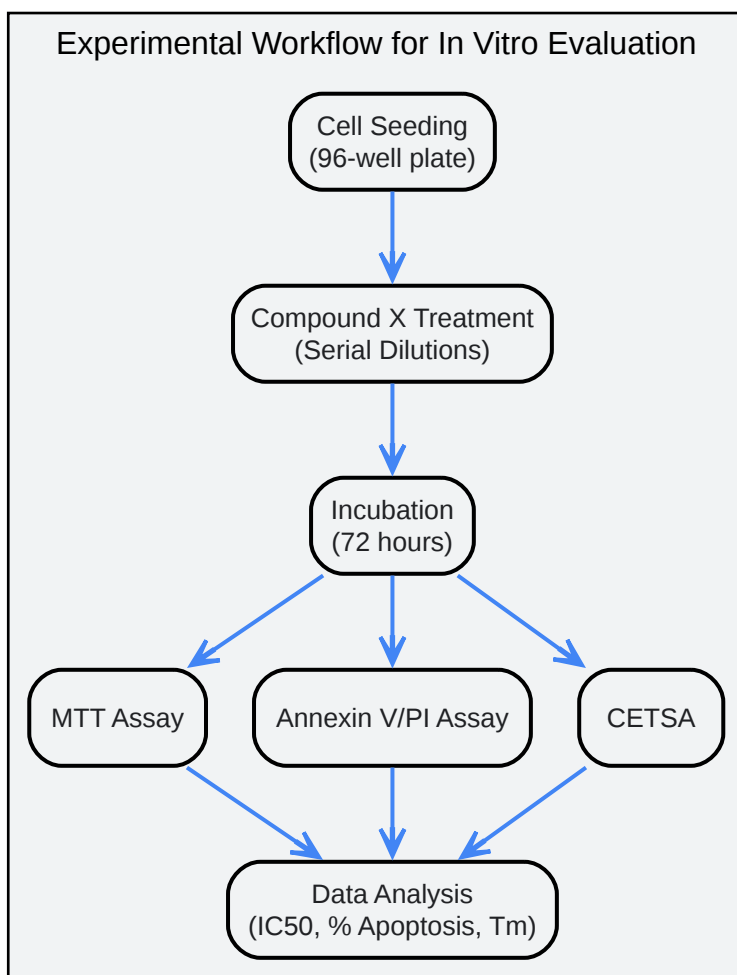 Experimental Workflow for In Vitro Evaluation
Cell Seeding
(96-well plate)
Compound X Treatment
(Serial Dilutions)
Incubation
(72 hours)
MTT Assay
Annexin V/PI Assay
CETSA
Data Analysis
(IC50, % Apoptosis, Tm)